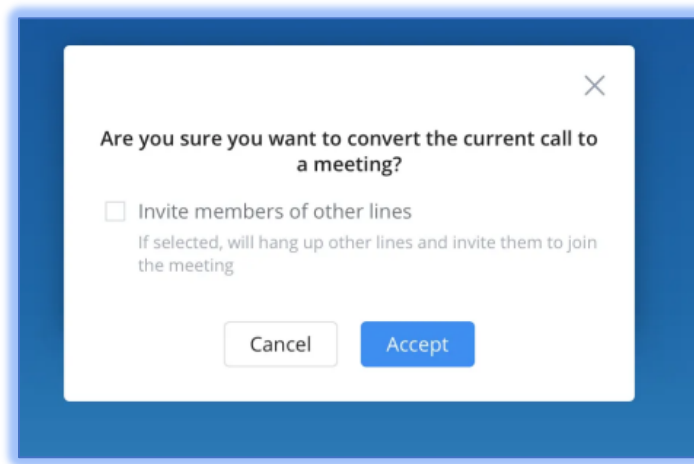 Are you sure you want to convert the current call to
a meeting?
Invite members of other lines
If selected, will hang up other lines and invite them to join
the meeting
Cancel
Accept